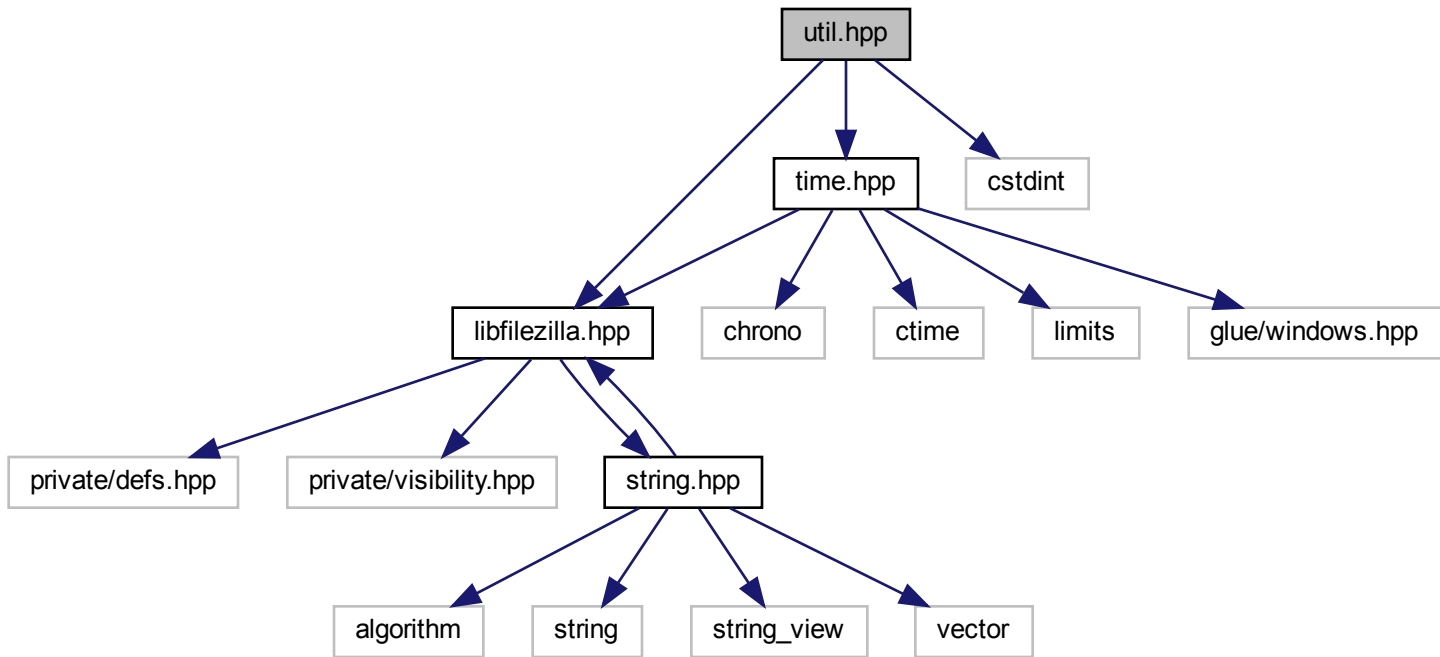 util.hpp
time.hpp
cstdint
libfilezilla.hpp
chrono
ctime
limits
glue/windows.hpp
private/defs.hpp
private/visibility.hpp
string.hpp
algorithm
string
string_view
vector